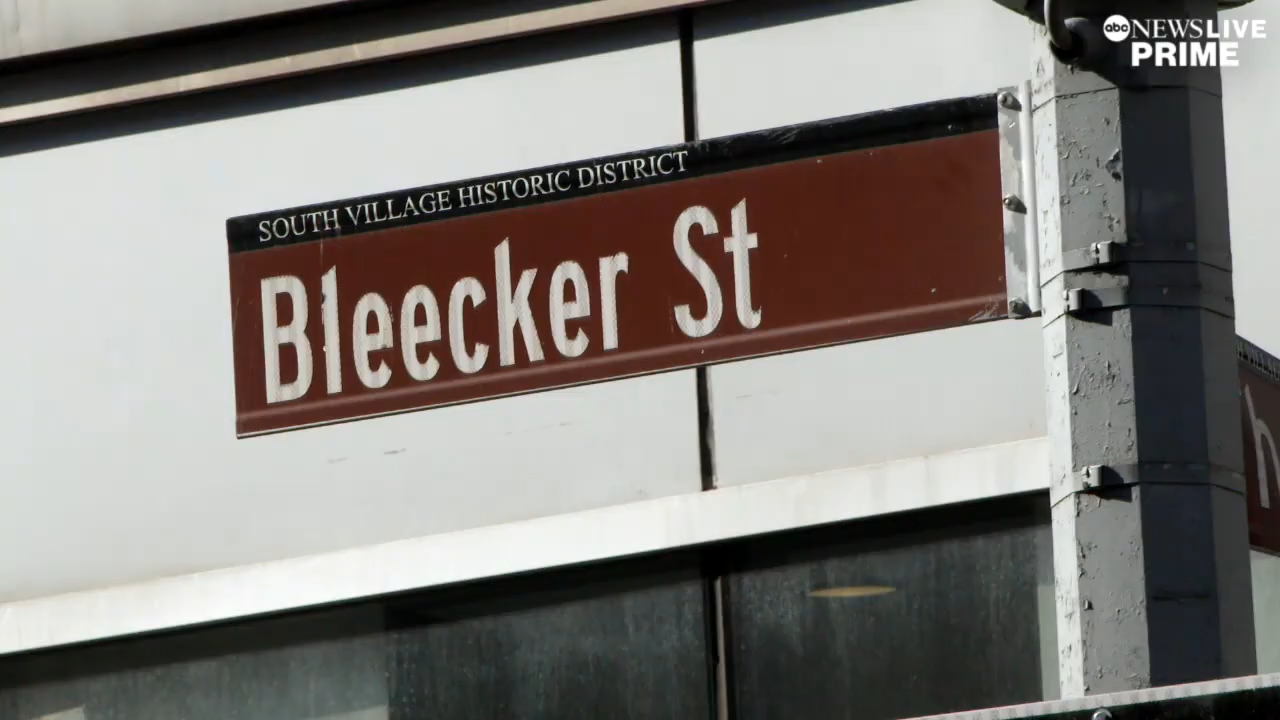 abc NEWS LIVE
PRIME
SOUTH VILLAGE HISTORIC DISTRICT
Bleecker St
h